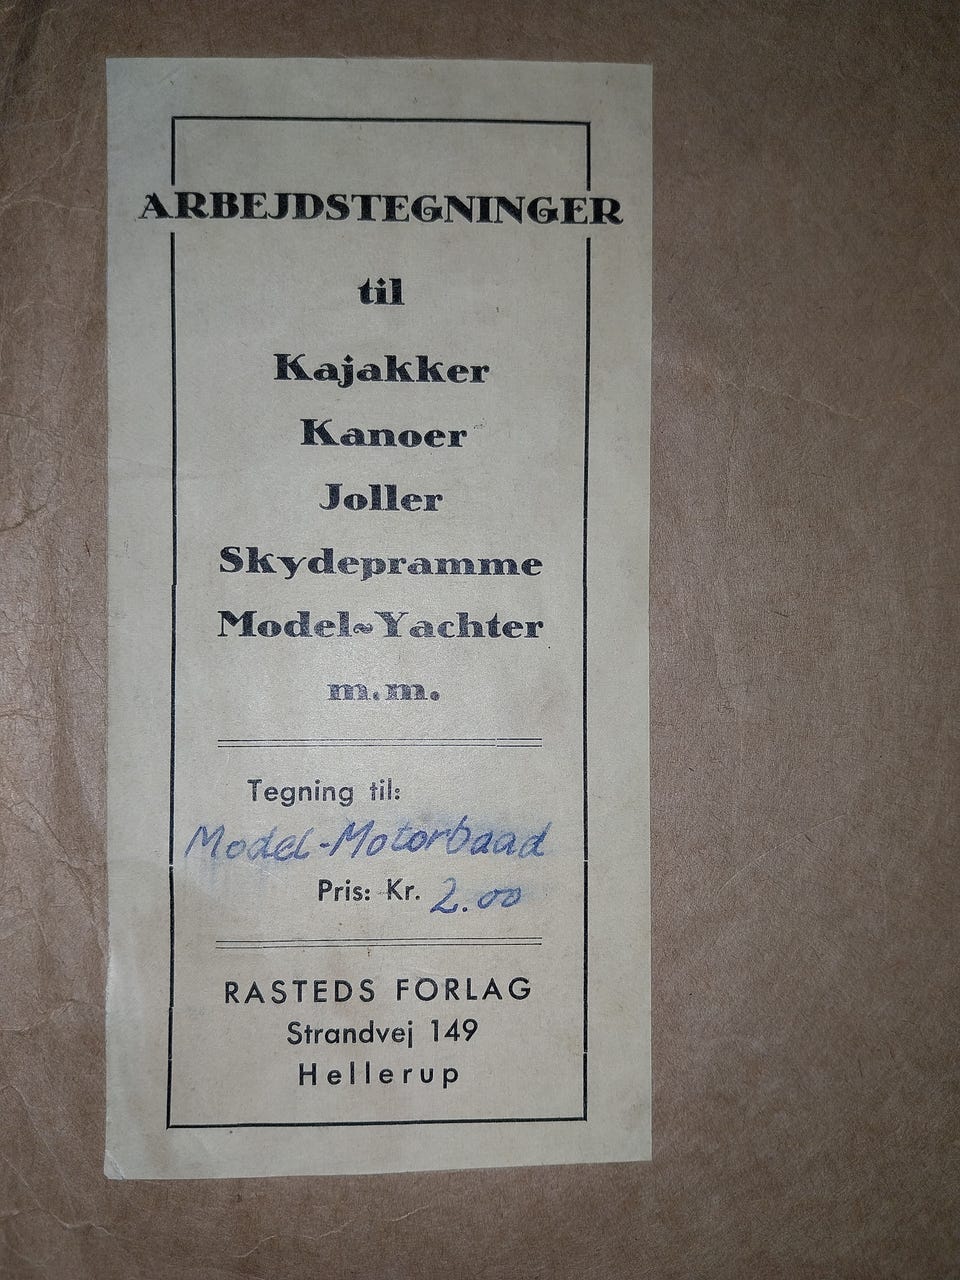 ARBEJDSTEGNINGER
til
Kajakker
Kanoer
Joller
Skydepramme
Model~Yachter
m.m.
Tegning til:
Model-Motorbaad
Pris: Kr. 2.00
RASTEDS FORLAG
Strandvej 149
Hellerup